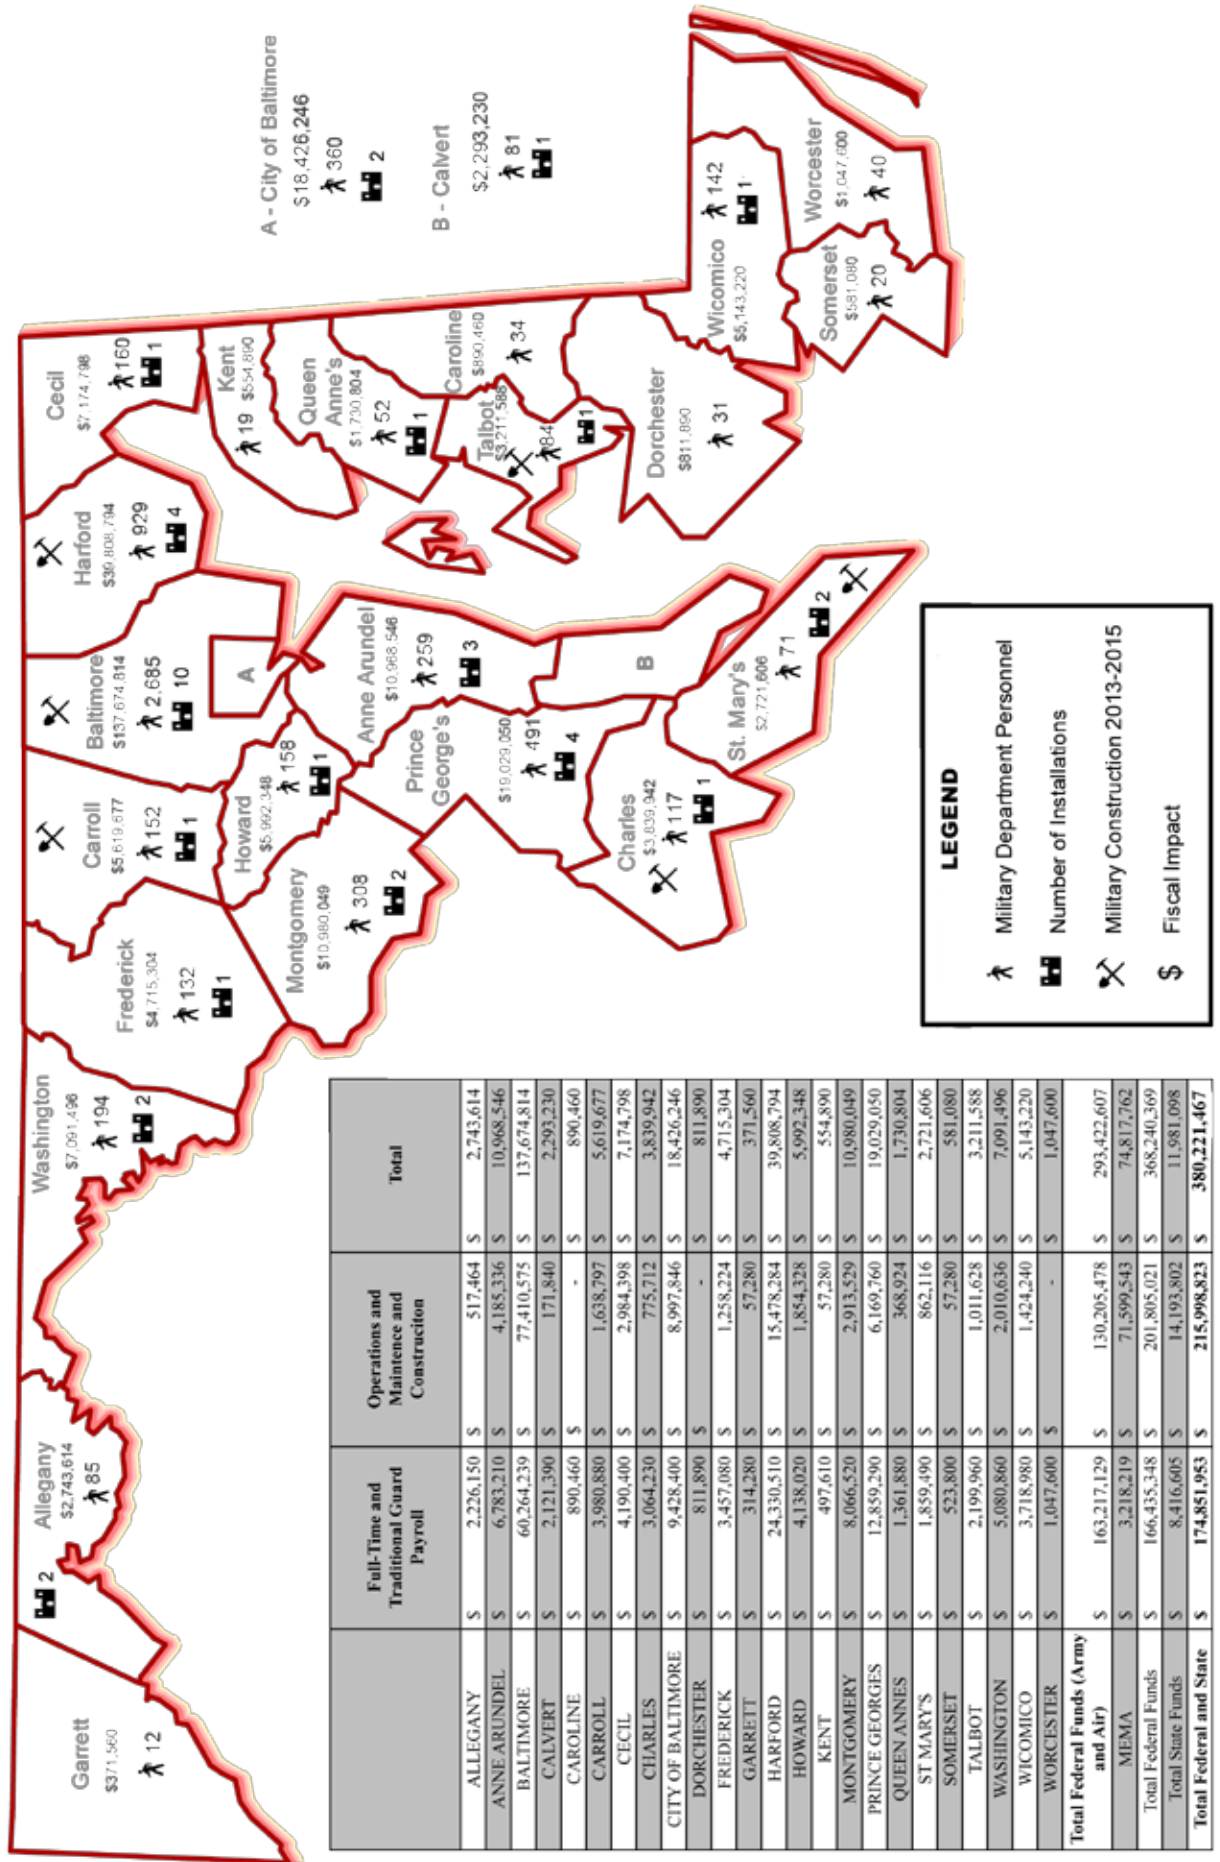 Garrett
$371,560
12
2
Allegany
$2,743,614
85
Washington
$7,091,496
194
2
Frederick
$4,715,304
132
1
Carroll
$5,619,677
152
1
Baltimore
$137,674,814
2,685
10
Harford
$39,808,794
929
4
Cecil
$7,174,798
160
1
Kent
19 $554,890
Queen
Anne's
$1,730,804
52
1
Caroline
$890,460
34
Talbot
$3,211,588
84
1
Dorchester
$811,890
31
Wicomico
$5,143,220
142
1
Somerset
$581,080
20
Worcester
$1,047,600
40
Howard
$5,992,348
158
1
Montgomery
$10,980,049
308
2
A
Anne Arundel
$10,968,546
259
3
Prince
George's
$19,029,050
491
4
B
Charles
$3,839,942
117
1
St. Mary's
$2,721,606
71
2
A - City of Baltimore
$18,426,246
360
2
B - Calvert
$2,293,230
81
1
LEGEND
Military Department Personnel
Number of Installations
Military Construction 2013-2015
$ Fiscal Impact
Full-Time and Traditional Guard Payroll
Operations and Maintence and Construciton
Total
ALLEGANY $ 2,226,150 $ 517,464 $ 2,743,614
ANNE ARUNDEL $ 6,783,210 $ 4,185,336 $ 10,968,546
BALTIMORE $ 60,264,239 $ 77,410,575 $ 137,674,814
CALVERT $ 2,121,390 $ 171,840 $ 2,293,230
CAROLINE $ 890,460 $ - $ 890,460
CARROLL $ 3,980,880 $ 1,638,797 $ 5,619,677
CECIL $ 4,190,400 $ 2,984,398 $ 7,174,798
CHARLES $ 3,064,230 $ 775,712 $ 3,839,942
CITY OF BALTIMORE $ 9,428,400 $ 8,997,846 $ 18,426,246
DORCHESTER $ 811,890 $ - $ 811,890
FREDERICK $ 3,457,080 $ 1,258,224 $ 4,715,304
GARRETT $ 314,280 $ 57,280 $ 371,560
HARFORD $ 24,330,510 $ 15,478,284 $ 39,808,794
HOWARD $ 4,138,020 $ 1,854,328 $ 5,992,348
KENT $ 497,610 $ 57,280 $ 554,890
MONTGOMERY $ 8,066,520 $ 2,913,529 $ 10,980,049
PRINCE GEORGES $ 12,859,290 $ 6,169,760 $ 19,029,050
QUEEN ANNES $ 1,361,880 $ 368,924 $ 1,730,804
ST MARY'S $ 1,859,490 $ 862,116 $ 2,721,606
SOMERSET $ 523,800 $ 57,280 $ 581,080
TALBOT $ 2,199,960 $ 1,011,628 $ 3,211,588
WASHINGTON $ 5,080,860 $ 2,010,636 $ 7,091,496
WICOMICO $ 3,718,980 $ 1,424,240 $ 5,143,220
WORCESTER $ 1,047,600 $ - $ 1,047,600
Total Federal Funds (Army
and Air) $ 163,217,129 $ 130,205,478 $ 293,422,607
MEMA $ 3,218,219 $ 71,599,543 $ 74,817,762
Total Federal Funds $ 166,435,348 $ 201,805,021 $ 368,240,369
Total State Funds $ 8,416,605 $ 14,193,802 $ 11,981,098
Total Federal and State $ 174,851,953 $ 215,998,823 $ 380,221,467